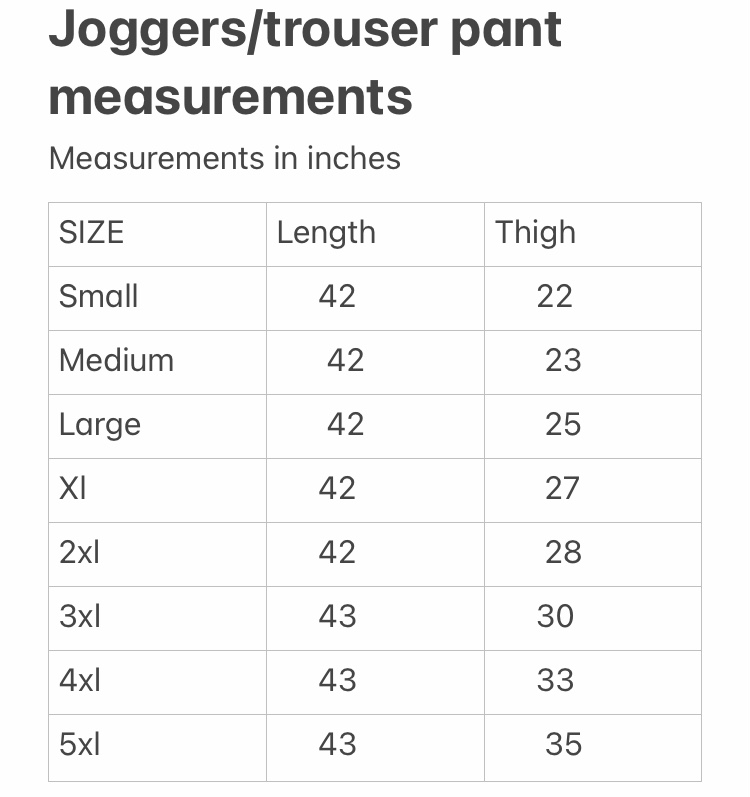 Joggers/trouser pant
measurements
Measurements in inches
SIZE Length Thigh
Small 42 22
Medium 42 23
Large 42 25
Xl 42 27
2xl 42 28
3xl 43 30
4xl 43 33
5xl 43 35